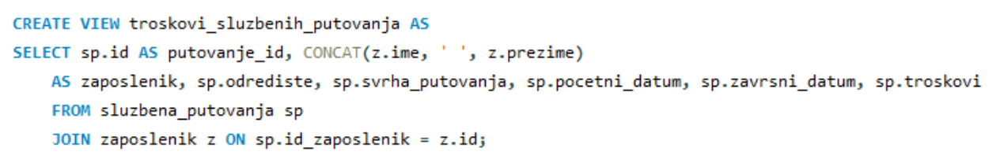 CREATE VIEW troskovi_sluzbenih_putovanja AS
SELECT sp.id AS putovanje_id, CONCAT(z.ime, ' ', z.prezime)
    AS zaposlenik, sp.odrediste, sp.svrha_putovanja, sp.pocetni_datum, sp.zavrsni_datum, sp.troskovi
    FROM sluzbena_putovanja sp
    JOIN zaposlenik z ON sp.id_zaposlenik = z.id;